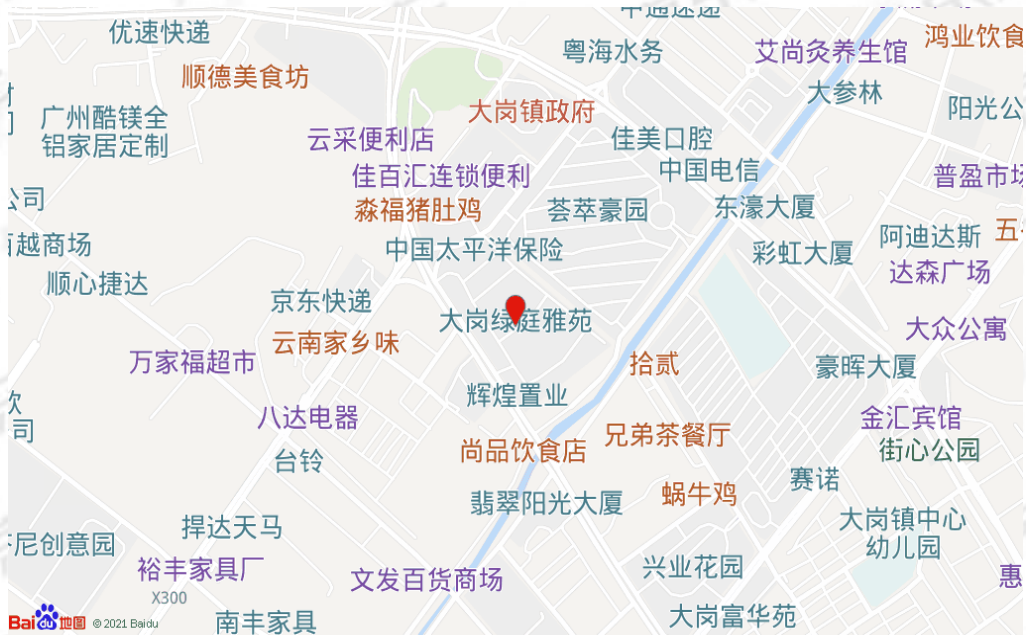 中通速递
优速快递
粤海水务
艾尚灸养生馆
鸿业饮食
顺德美食坊
大参林
大岗镇政府
阳光公
广州酷镁全
铝家居定制
云采便利店
佳美口腔
佳百汇连锁便利
中国电信
普盈市场
公司
淼福猪肚鸡
荟萃豪园
东濠大厦
百越商场
中国太平洋保险
彩虹大厦
阿迪达斯
五
达森广场
顺心捷达
京东快递
大岗绿庭雅苑
大众公寓
云南家乡味
万家福超市
拾贰
豪晖大厦
辉煌置业
八达电器
金汇宾馆
司
尚品饮食店
兄弟茶餐厅
街心公园
台铃
赛诺
翡翠阳光大厦
蜗牛鸡
大岗镇中心
幼儿园
捍达天马
尼创意园
裕丰家具厂
兴业花园
文发百货商场
惠
X300
南丰家具
大岗富华苑
Bai du 地图 © 2021 Baidu